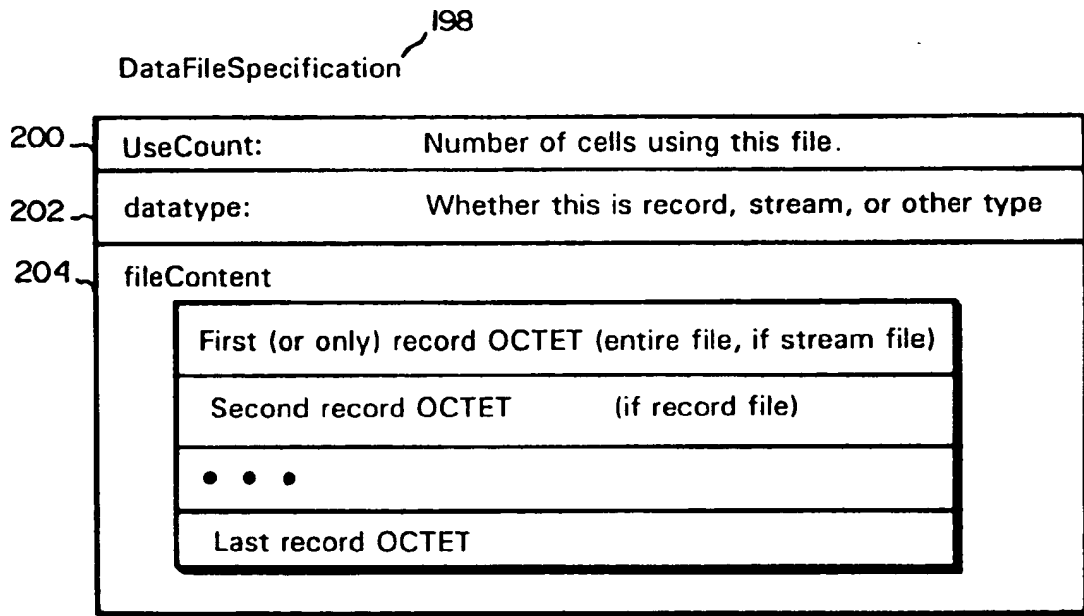 198
DataFileSpecification
200 UseCount: Number of cells using this file.
202 datatype: Whether this is record, stream, or other type
204 fileContent
First (or only) record OCTET (entire file, if stream file)
Second record OCTET (if record file)
• • •
Last record OCTET